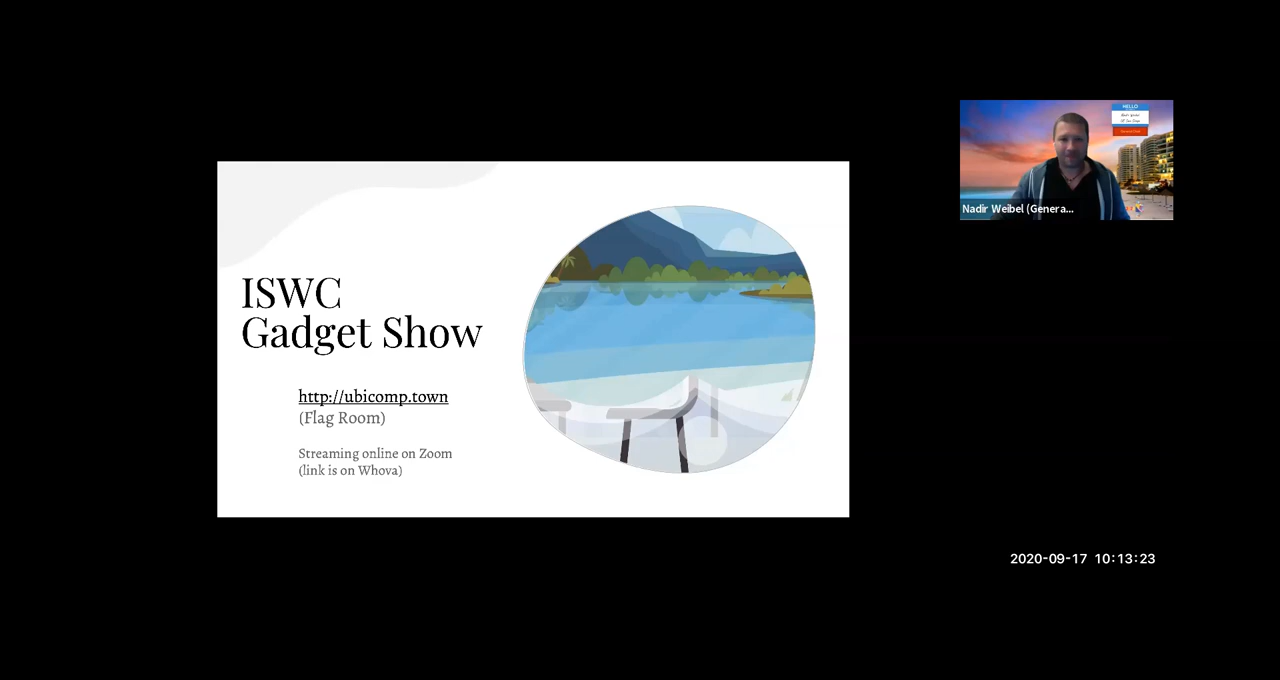 ISWC
Gadget Show
http://ubicomp.town
(Flag Room)
Streaming online on Zoom
(link is on Whova)
HELLO
Nadir Weibel (Genera...
2020-09-17 10:13:23